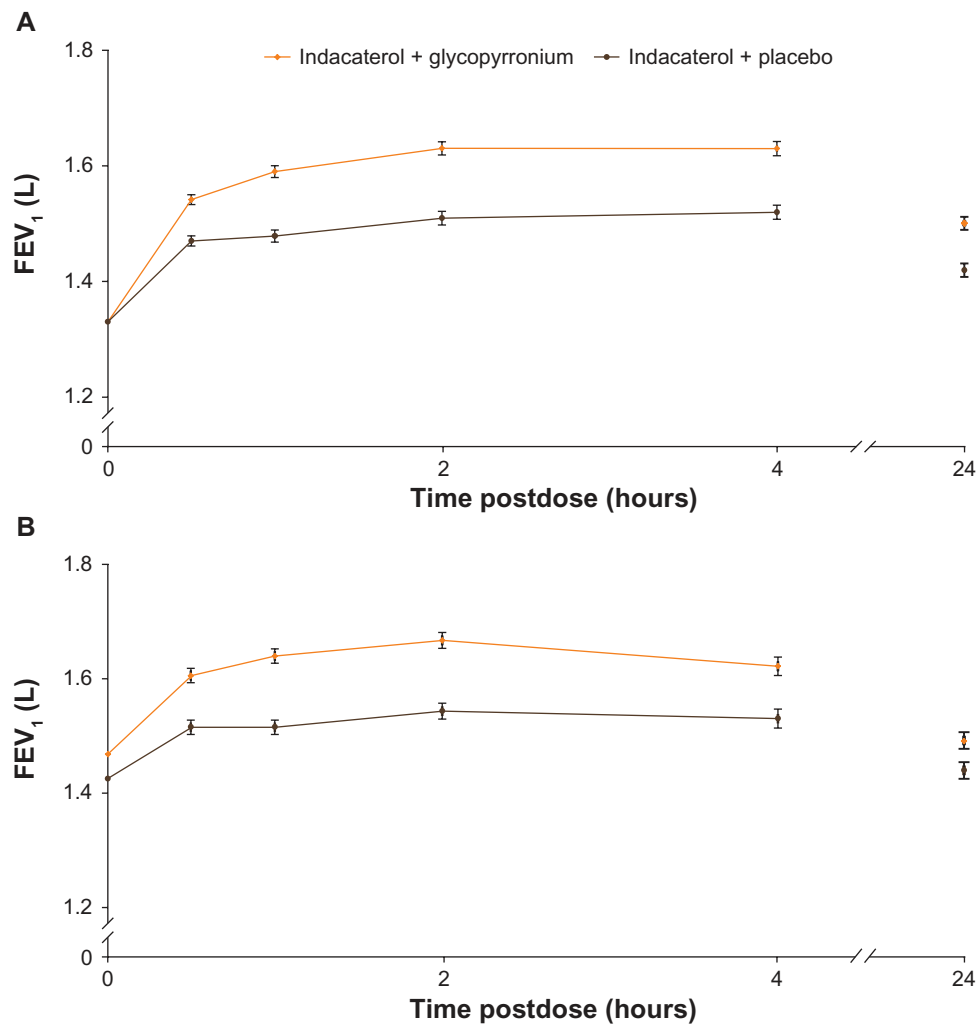 A
1.8
Indacaterol + glycopyrronium
Indacaterol + placebo
1.6
FEV₁ (L)
1.4
1.2
0
0 2 4 24
Time postdose (hours)
B
1.8
1.6
FEV₁ (L)
1.4
1.2
0
0 2 4 24
Time postdose (hours)